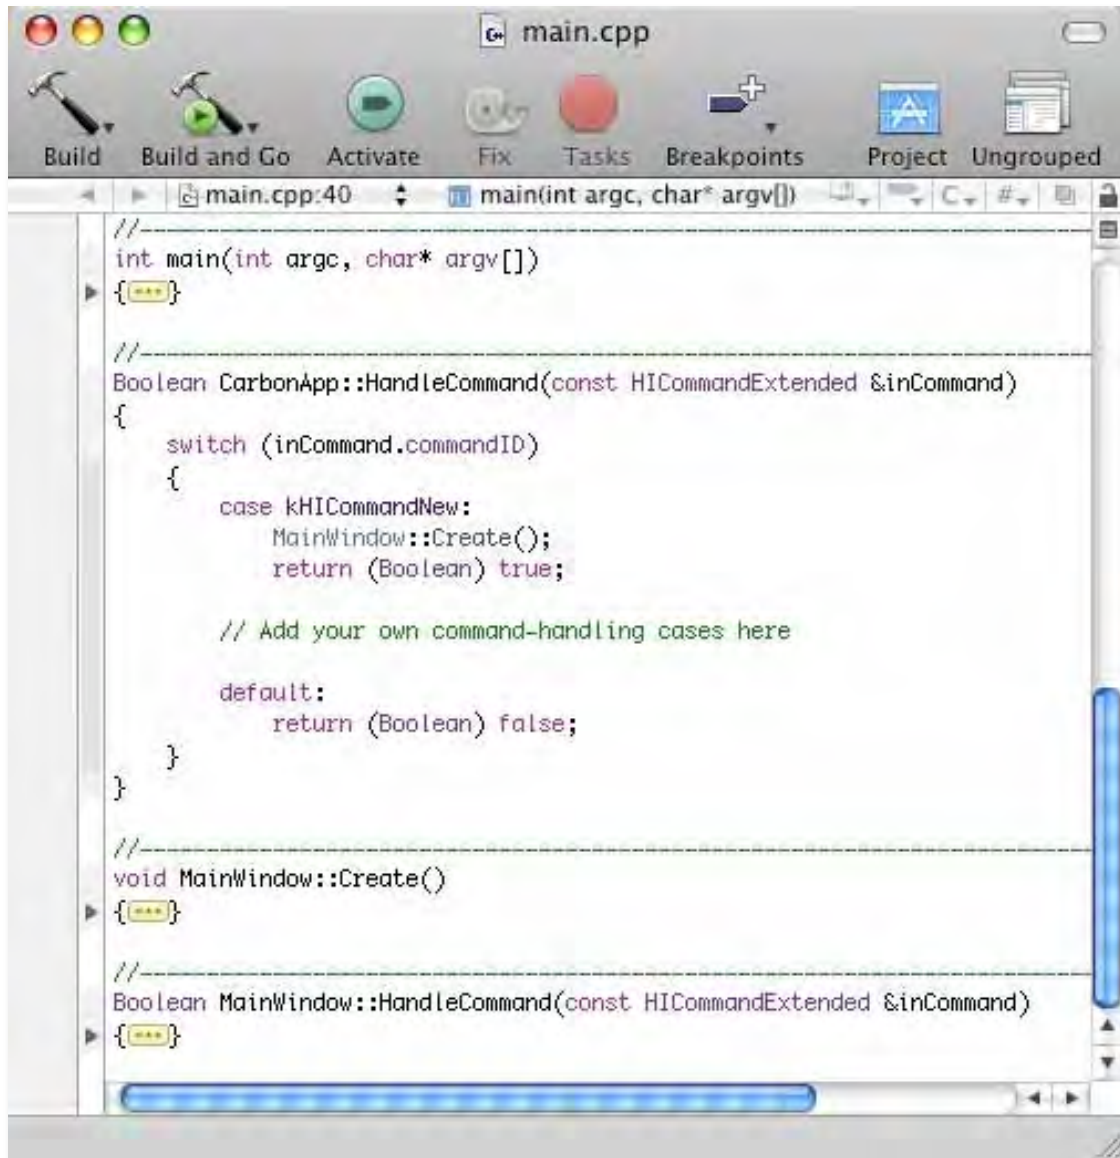 main.cpp
Build Build and Go Activate Fix Tasks Breakpoints Project Ungrouped
main.cpp:40 main(int argc, char* argv[]) C #
//------------------------------------------------------------
int main(int argc, char* argv[])
{...}
//------------------------------------------------------------
Boolean CarbonApp::HandleCommand(const HICommandExtended &inCommand)
{
switch (inCommand.commandID)
{
case kHICommandNew:
MainWindow::Create();
return (Boolean) true;
// Add your own command-handling cases here
default:
return (Boolean) false;
}
}
//------------------------------------------------------------
void MainWindow::Create()
{...}
//------------------------------------------------------------
Boolean MainWindow::HandleCommand(const HICommandExtended &inCommand)
{...}